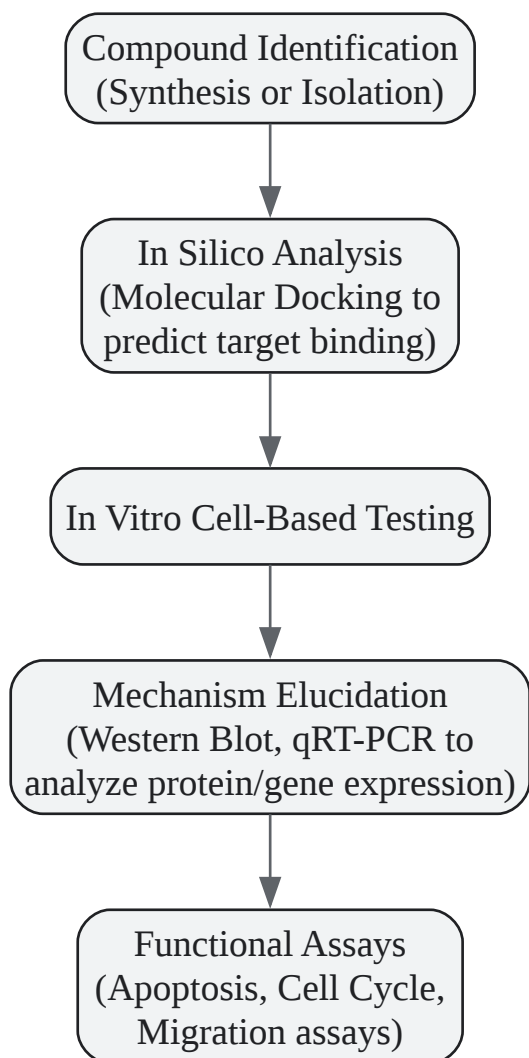 Compound Identification
(Synthesis or Isolation)
In Silico Analysis
(Molecular Docking to
predict target binding)
In Vitro Cell-Based Testing
Mechanism Elucidation
(Western Blot, qRT-PCR to
analyze protein/gene expression)
Functional Assays
(Apoptosis, Cell Cycle,
Migration assays)